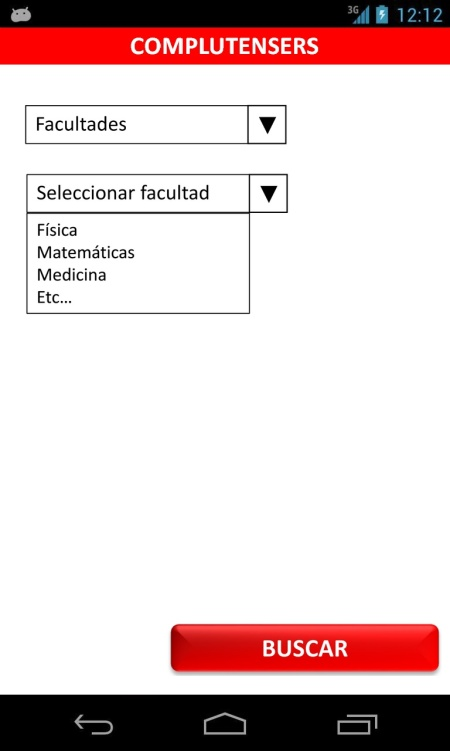 3G 12:12
COMPLUTENSERS
Facultades
Seleccionar facultad
Física
Matemáticas
Medicina
Etc...
BUSCAR